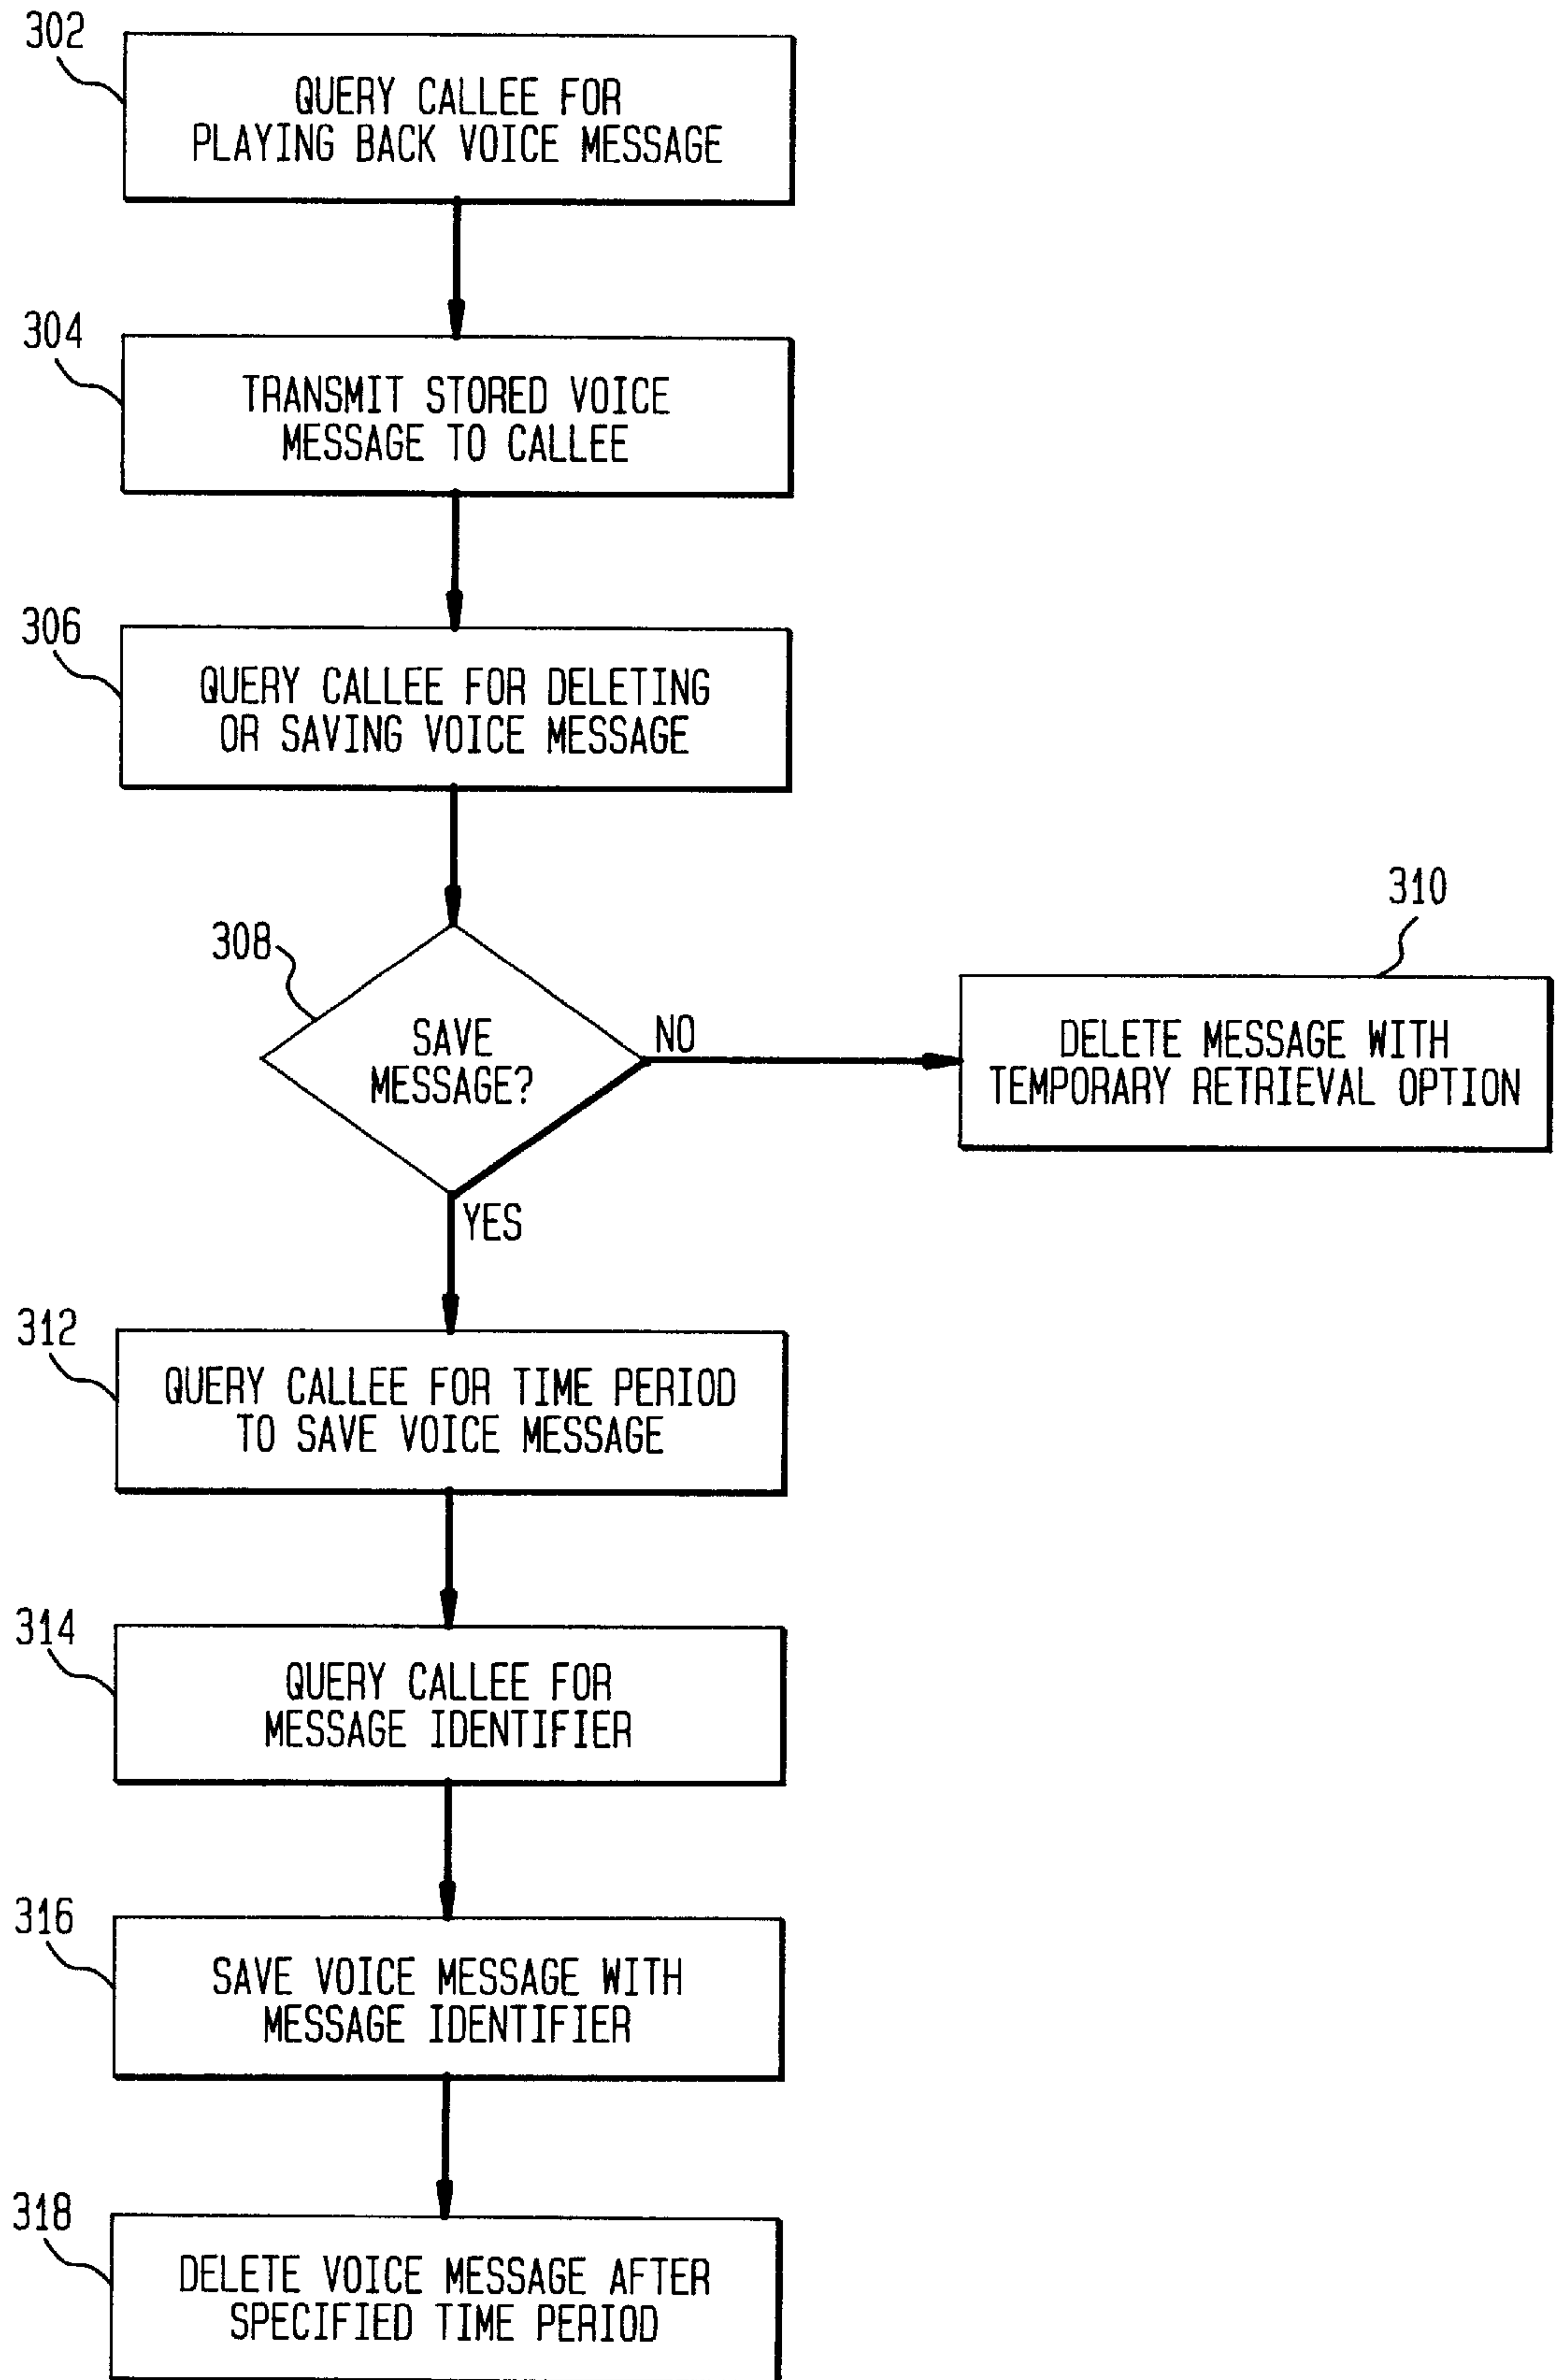 302
QUERY CALLEE FOR
PLAYING BACK VOICE MESSAGE
304
TRANSMIT STORED VOICE
MESSAGE TO CALLEE
306
QUERY CALLEE FOR DELETING
OR SAVING VOICE MESSAGE
308
SAVE
MESSAGE?
NO
310
DELETE MESSAGE WITH
TEMPORARY RETRIEVAL OPTION
YES
312
QUERY CALLEE FOR TIME PERIOD
TO SAVE VOICE MESSAGE
314
QUERY CALLEE FOR
MESSAGE IDENTIFIER
316
SAVE VOICE MESSAGE WITH
MESSAGE IDENTIFIER
318
DELETE VOICE MESSAGE AFTER
SPECIFIED TIME PERIOD